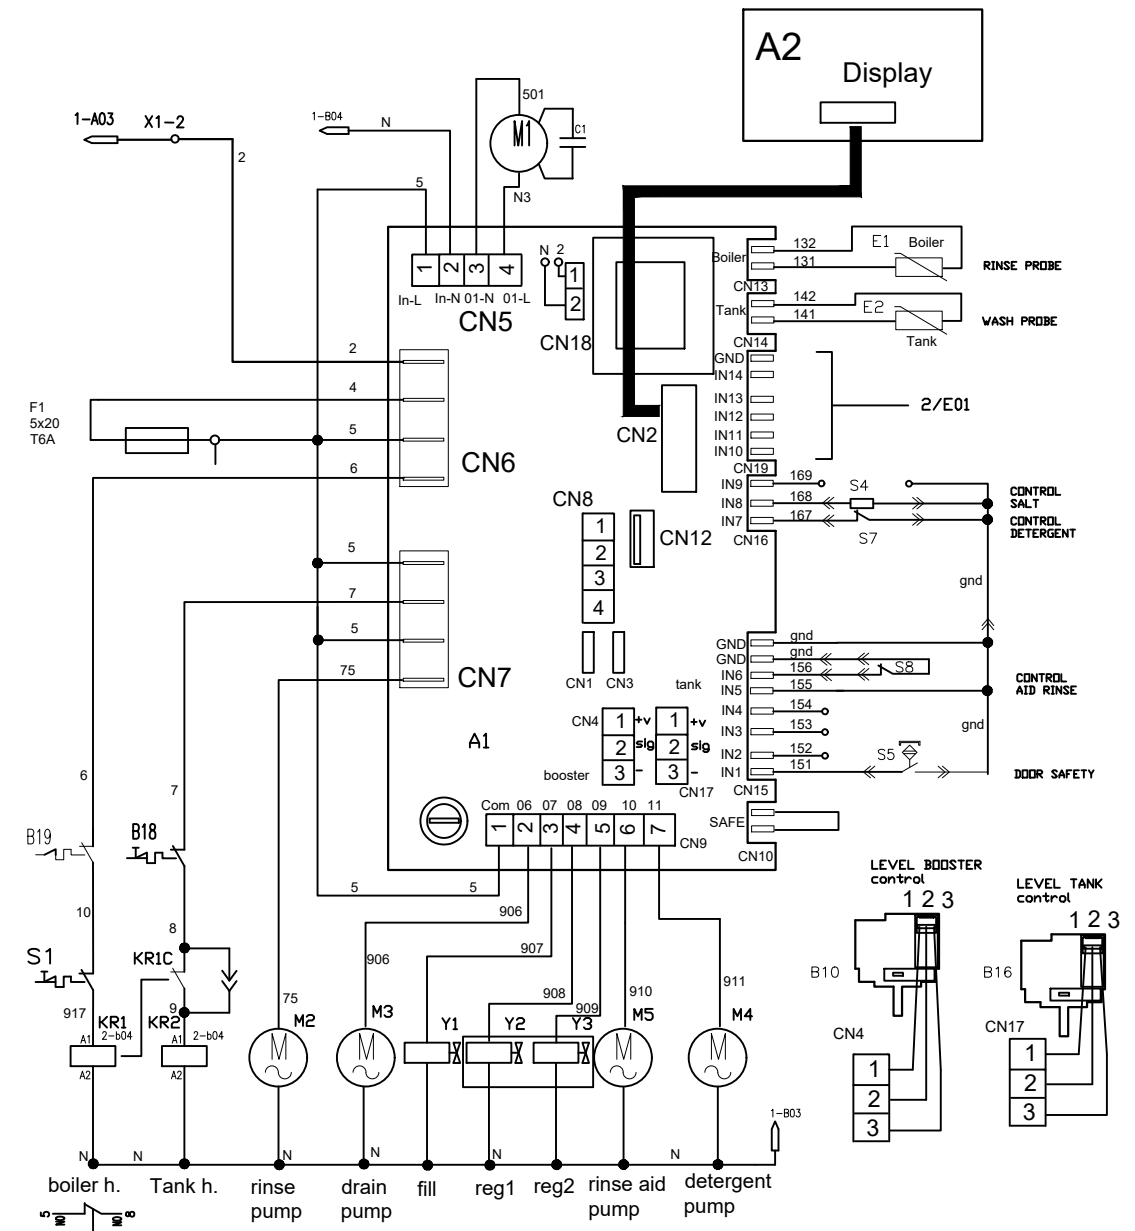 A2
Display
1-A03
X1-2
2
1-B04
N
501
M1
C1
N3
5
1
2
3
4
In-L
In-N
01-N
01-L
CN5
N
2
1
2
CN18
Boiler
132
131
E1
Boiler
RINSE PROBE
CN13
Tank
142
141
E2
Tank
WASH PROBE
CN14
GND
IN14
IN13
IN12
IN11
IN10
2/E01
CN19
2
4
5
6
F1
5x20
T6A
CN6
CN2
IN9
169
IN8
168
S4
IN7
167
S7
CN16
CONTROL
SALT
CONTROL
DETERGENT
CN8
1
2
3
4
CN12
gnd
5
7
5
75
CN7
CN1
CN3
GND
gnd
GND
gnd
IN6
156
S8
IN5
155
IN4
154
IN3
153
IN2
152
IN1
151
S5
CN15
CONTROL
AID RINSE
gnd
DOOR SAFETY
tank
CN4
1
+v
2
sig
3
-
booster
1
+v
2
sig
3
-
CN17
A1
SAFE
CN10
Com
06
07
08
09
10
11
1
2
3
4
5
6
7
CN9
6
7
B19
B18
10
8
S1
KR1C
917
9
KR1
2-b04
KR2
2-b04
A1
A2
A1
A2
5
5
906
907
906
908
909
910
911
75
M2
M
M3
M
Y1
Y2
Y3
M5
M
M4
M
1-B03
LEVEL BOOSTER
control
1 2 3
B10
CN4
1
2
3
LEVEL TANK
control
1 2 3
B16
CN17
1
2
3
N
N
N
N
N
N
N
boiler h.
Tank h.
rinse
pump
drain
pump
fill
reg1
reg2
rinse aid
pump
detergent
pump
5
NO
NO
8